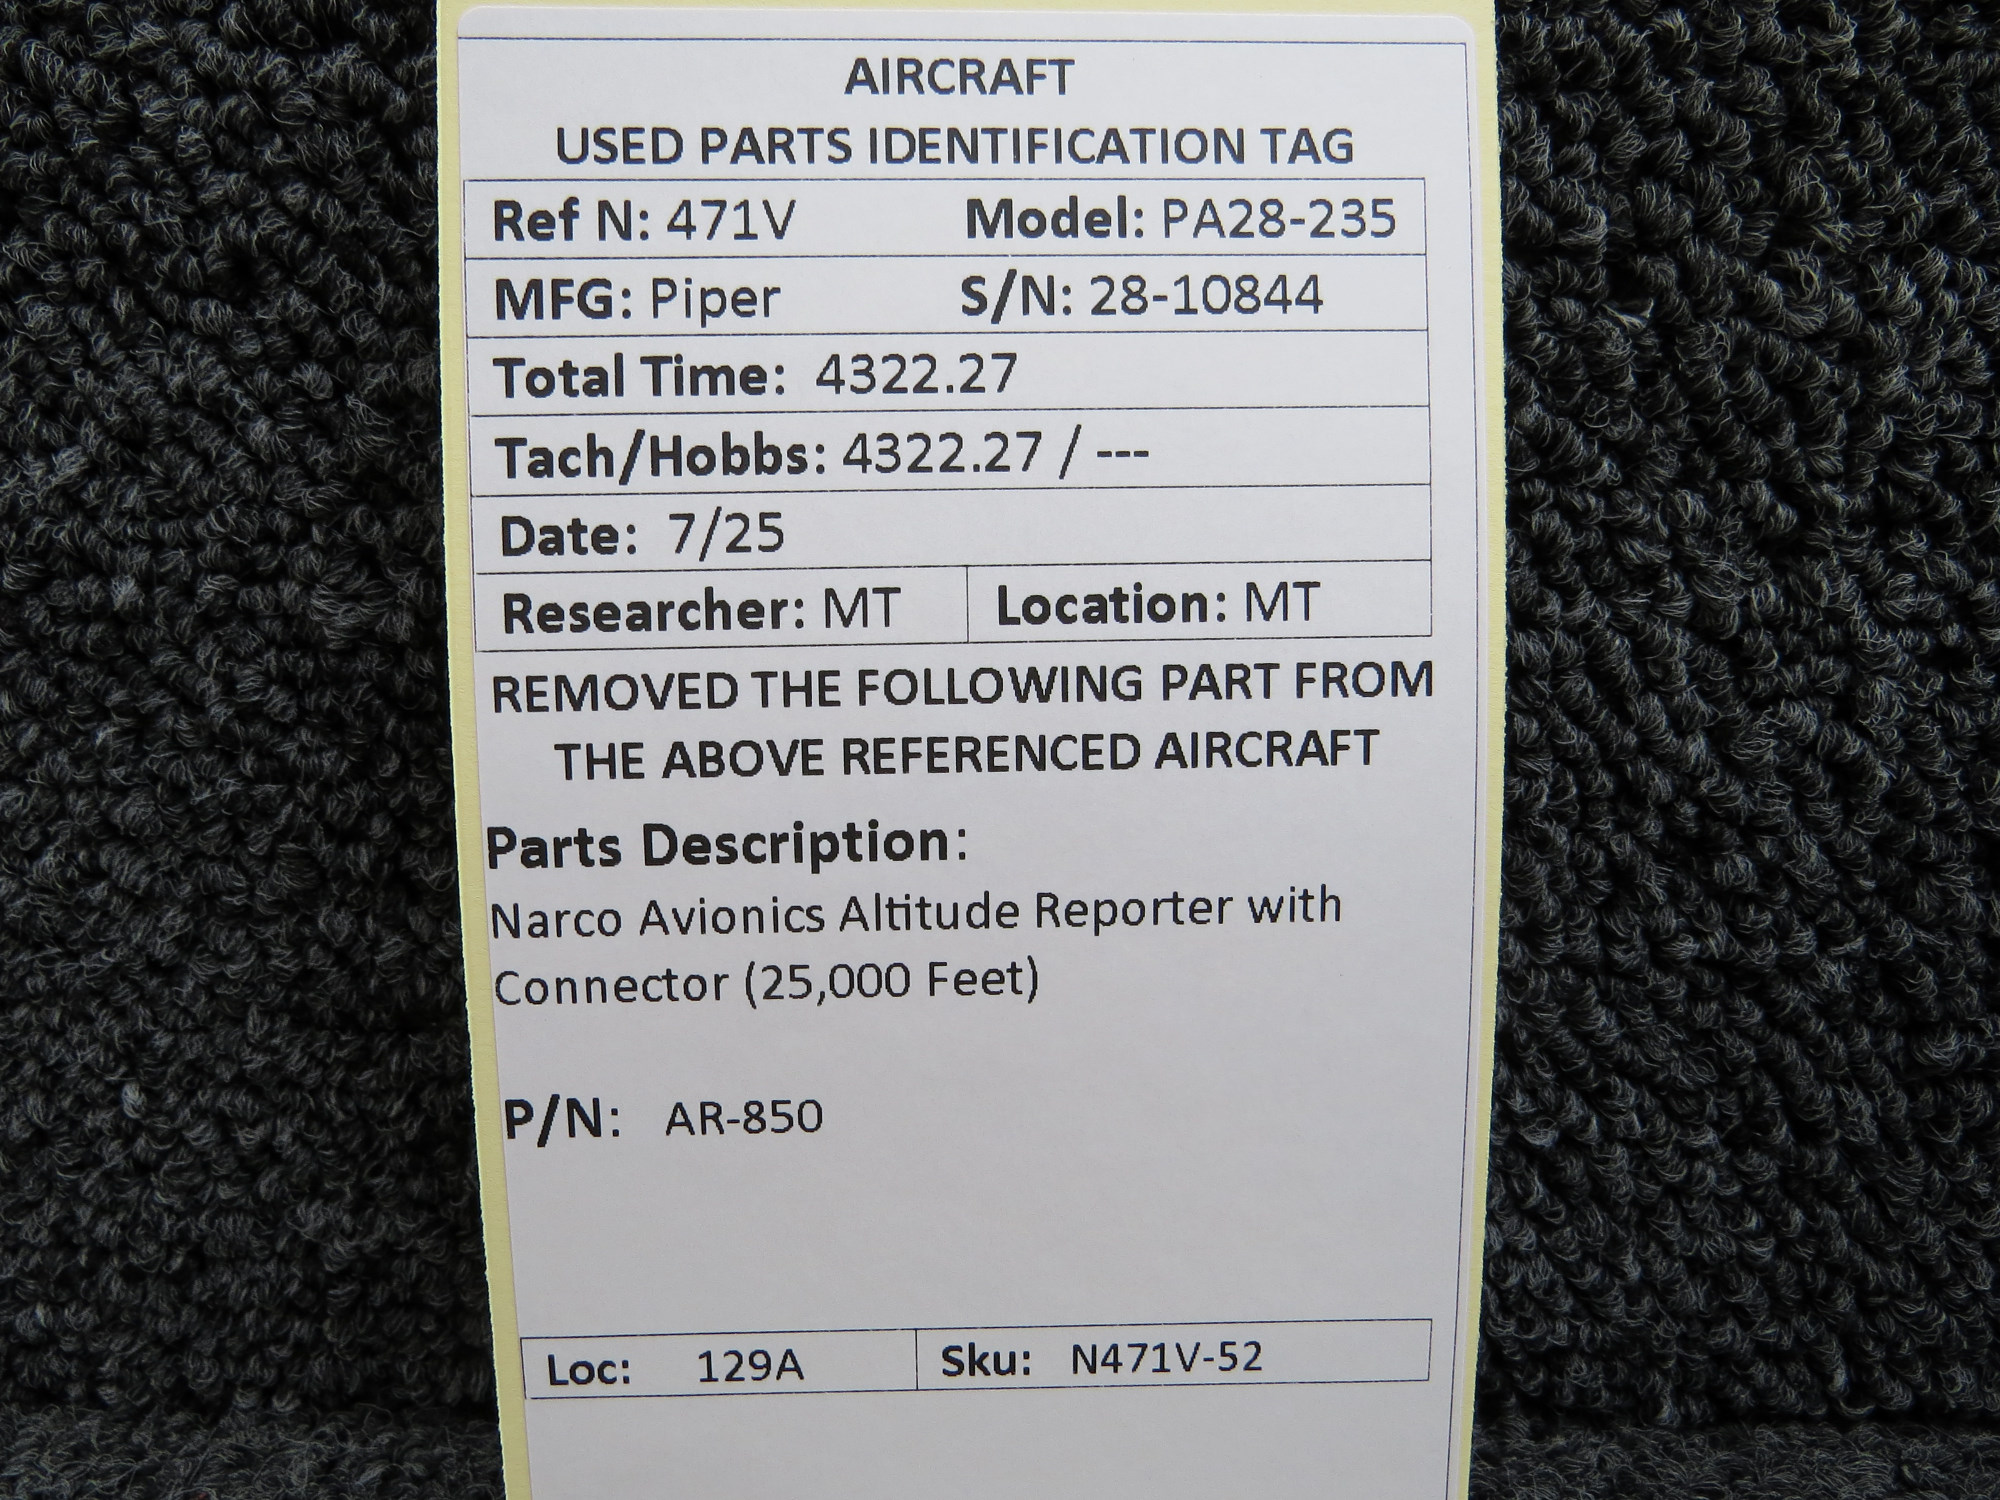 AIRCRAFT
USED PARTS IDENTIFICATION TAG
Ref N: 471V Model: PA28-235
MFG: Piper S/N: 28-10844
Total Time: 4322.27
Tach/Hobbs: 4322.27 / ---
Date: 7/25
Researcher: MT Location: MT
REMOVED THE FOLLOWING PART FROM
THE ABOVE REFERENCED AIRCRAFT
Parts Description:
Narco Avionics Altitude Reporter with
Connector (25,000 Feet)
P/N: AR-850
Loc: 129A Sku: N471V-52